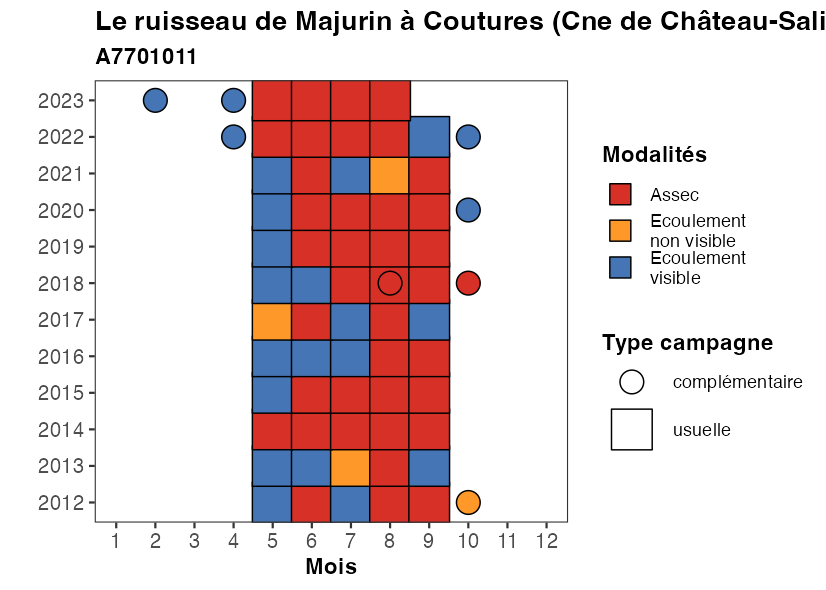 Le ruisseau de Majurin à Coutures (Cne de Château-Sali
A7701011
2023
2022
2021
2020
2019
2018
2017
2016
2015
2014
2013
2012
1 2 3 4 5 6 7 8 9 10 11 12
Mois
Modalités
Assec
Ecoulement
non visible
Ecoulement
visible
Type campagne
complémentaire
usuelle